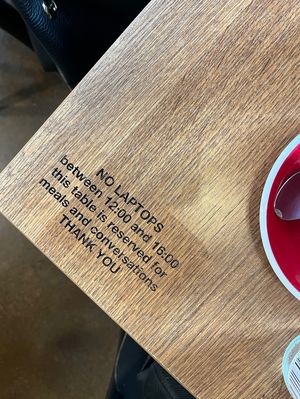 NO LAPTOPS
between 12:00 and 16:00
this table is reserved for
meals and conversations
THANK YOU